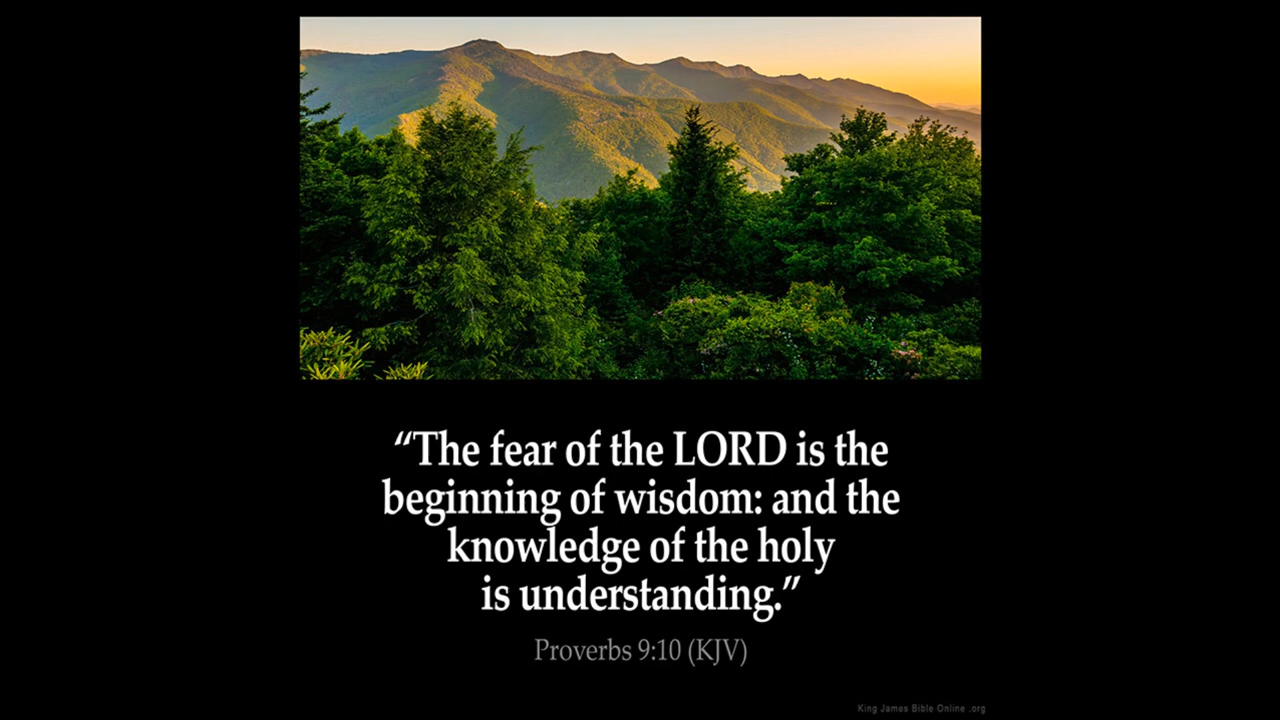 “The fear of the LORD is the
beginning of wisdom: and the
knowledge of the holy
is understanding.”
Proverbs 9:10 (KJV)
King James Bible Online .org